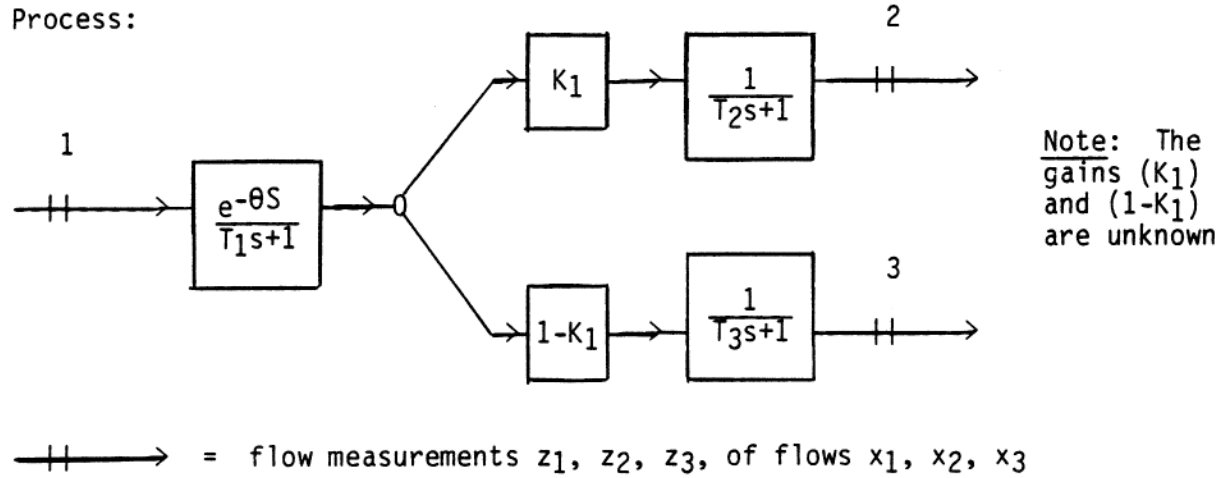 Process:
2
K1
1
T2s+1
1
e-θS
T1s+1
Note: The
gains (K1)
and (1-K1)
are unknown
3
1-K1
1
T3s+1
= flow measurements z1, z2, z3, of flows x1, x2, x3